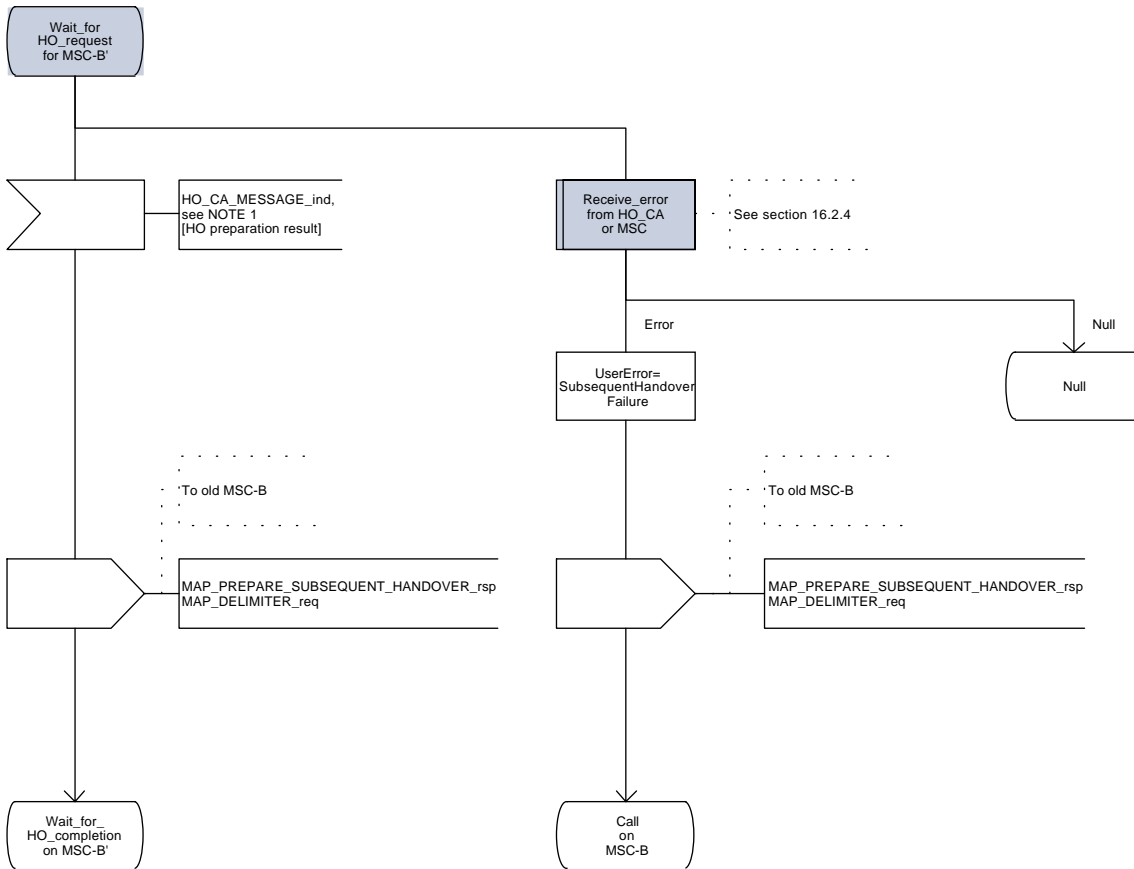 Wait_for
HO_request
for MSC-B'
HO_CA_MESSAGE_ind,
see NOTE 1
[HO preparation result]
Receive_error
from HO_CA
or MSC
See section 16.2.4
Error
Null
UserError=
SubsequentHandover
Failure
Null
To old MSC-B
To old MSC-B
MAP_PREPARE_SUBSEQUENT_HANDOVER_rsp
MAP_DELIMITER_req
MAP_PREPARE_SUBSEQUENT_HANDOVER_rsp
MAP_DELIMITER_req
Wait_for_
HO_completion
on MSC-B'
Call
on
MSC-B